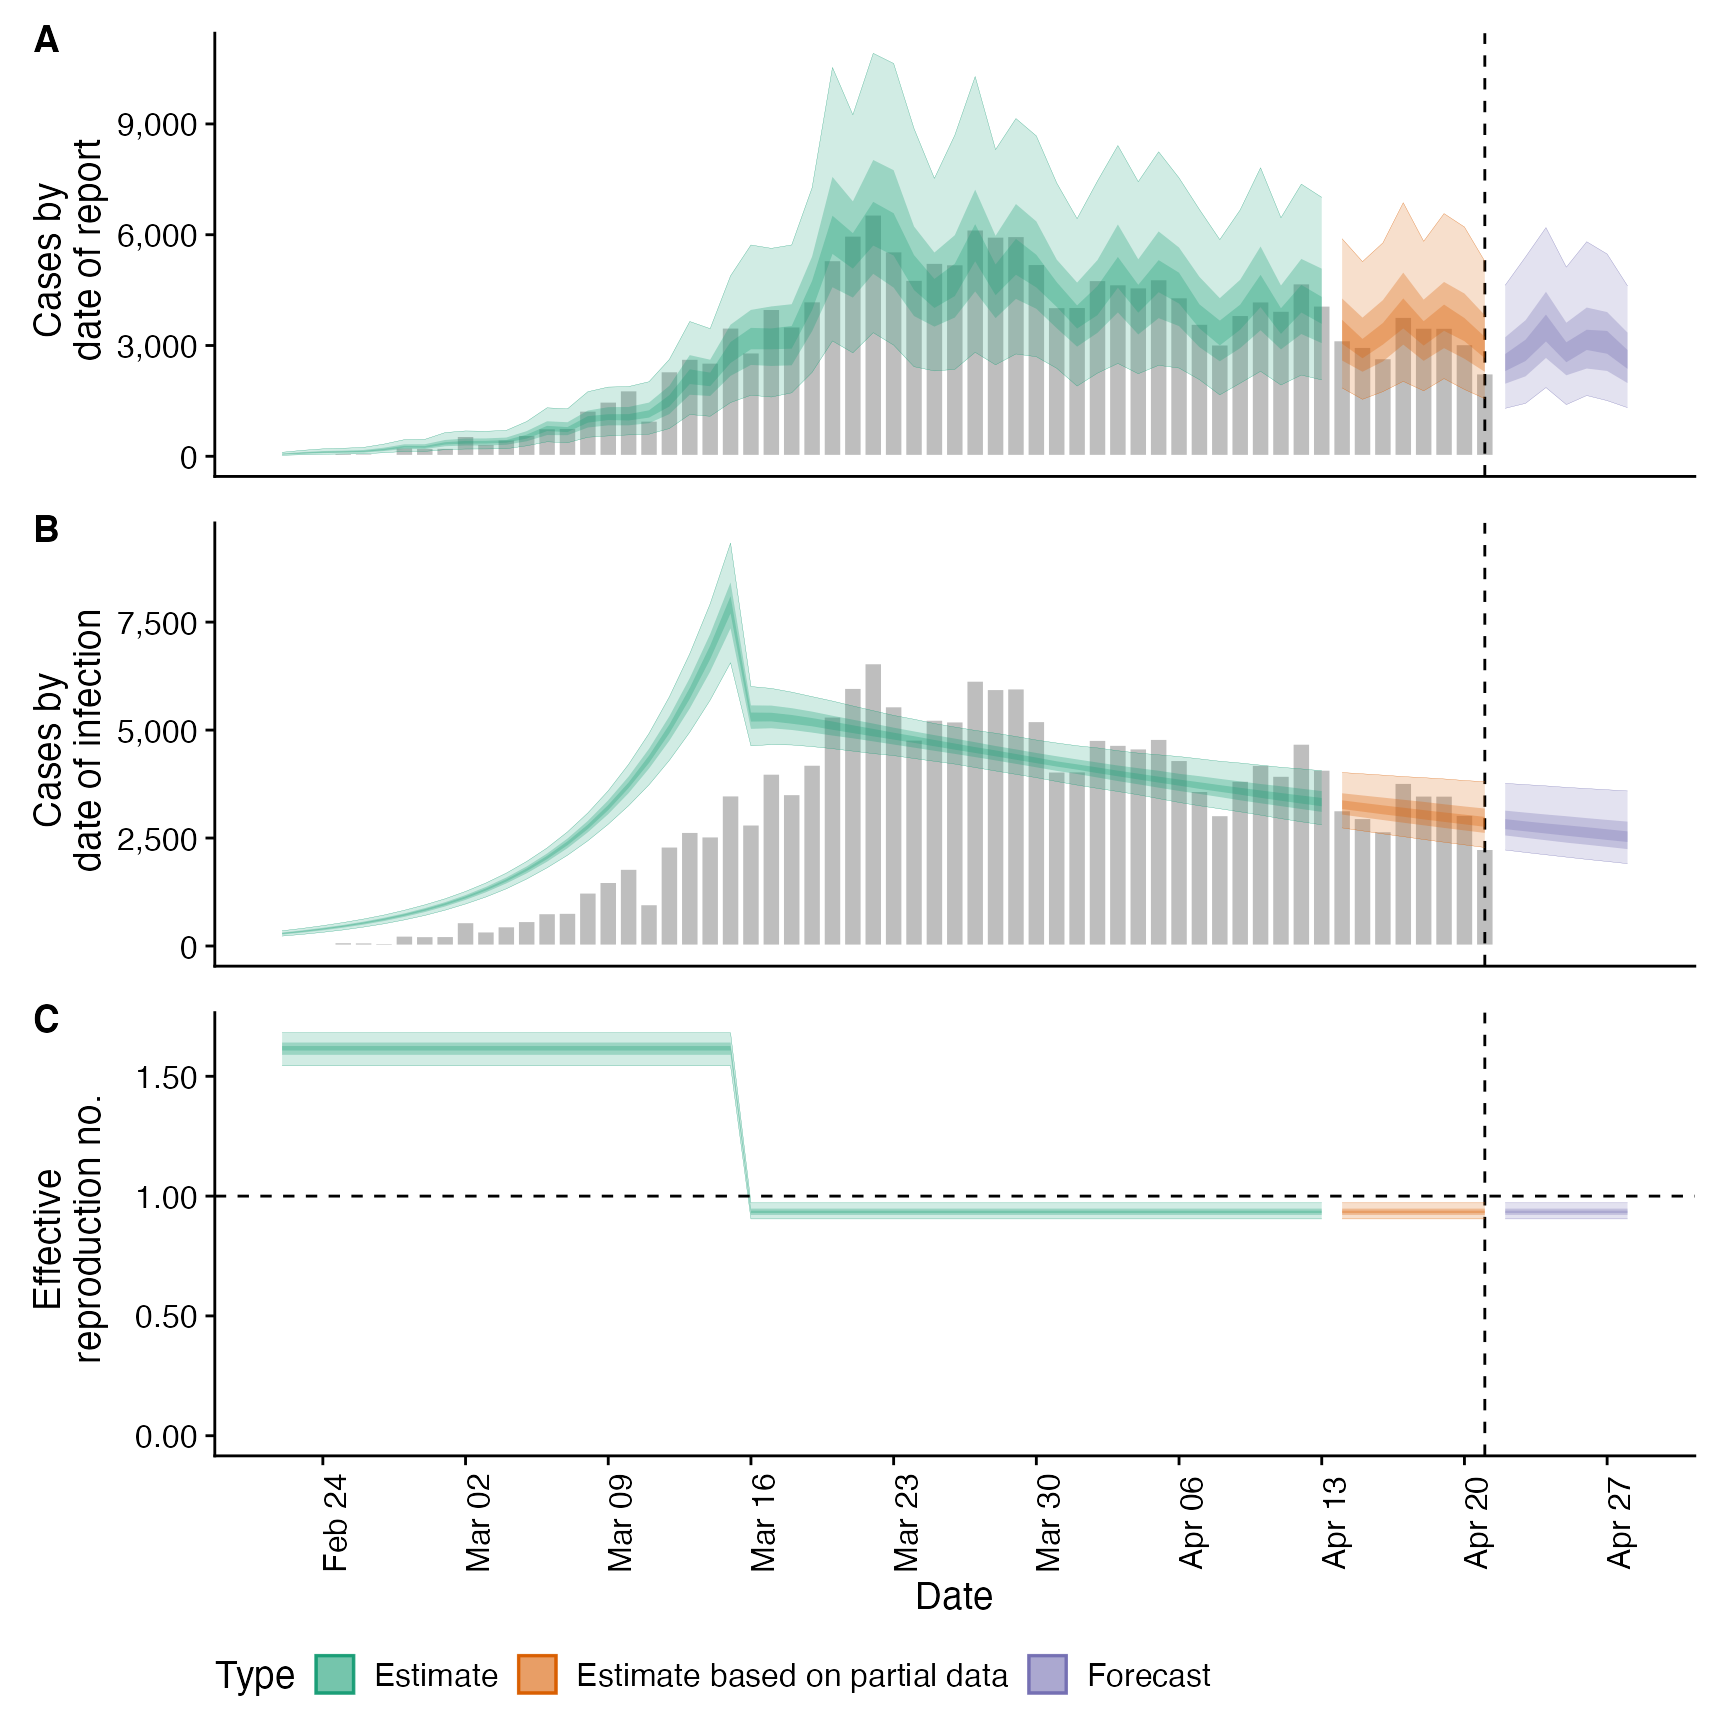 A
Cases by
date of report
9,000
6,000
3,000
0
B
Cases by
date of infection
7,500
5,000
2,500
0
C
Effective
reproduction no.
1.50
1.00
0.50
0.00
Feb 24
Mar 02
Mar 09
Mar 16
Mar 23
Mar 30
Apr 06
Apr 13
Apr 20
Apr 27
Date
Type Estimate Estimate based on partial data Forecast